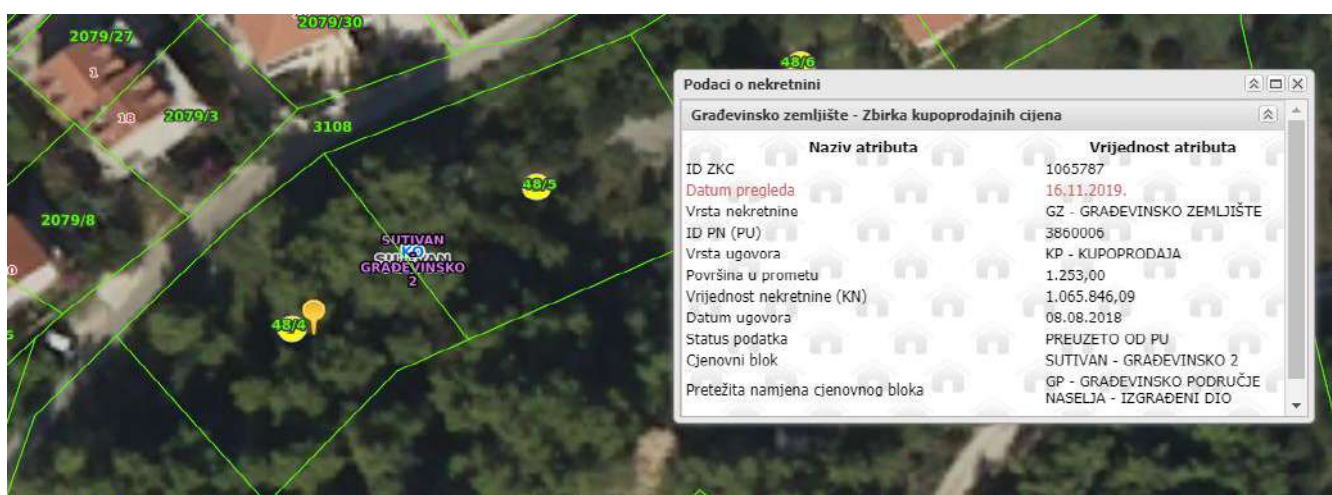 2079/30
2079/27
1
18
2079/3
3108
48/6
48/5
2079/8
SUTIVAN
KO
SUTIVAN
GRAĐEVINSKO
2
48/4
Podaci o nekretnini
Građevinsko zemljište - Zbirka kupoprodajnih cijena
Naziv atributa Vrijednost atributa
ID ZKC 1065787
Datum pregleda 16.11.2019.
Vrsta nekretnine GZ - GRAĐEVINSKO ZEMLJIŠTE
ID PN (PU) 3860006
Vrsta ugovora KP - KUPOPRODAJA
Površina u prometu 1.253,00
Vrijednost nekretnine (KN) 1.065.846,09
Datum ugovora 08.08.2018
Status podatka PREUZETO OD PU
Cjenovni blok SUTIVAN - GRAĐEVINSKO 2
Pretežita namjena cjenovnog bloka GP - GRAĐEVINSKO PODRUČJE
NASELJA - IZGRAĐENI DIO